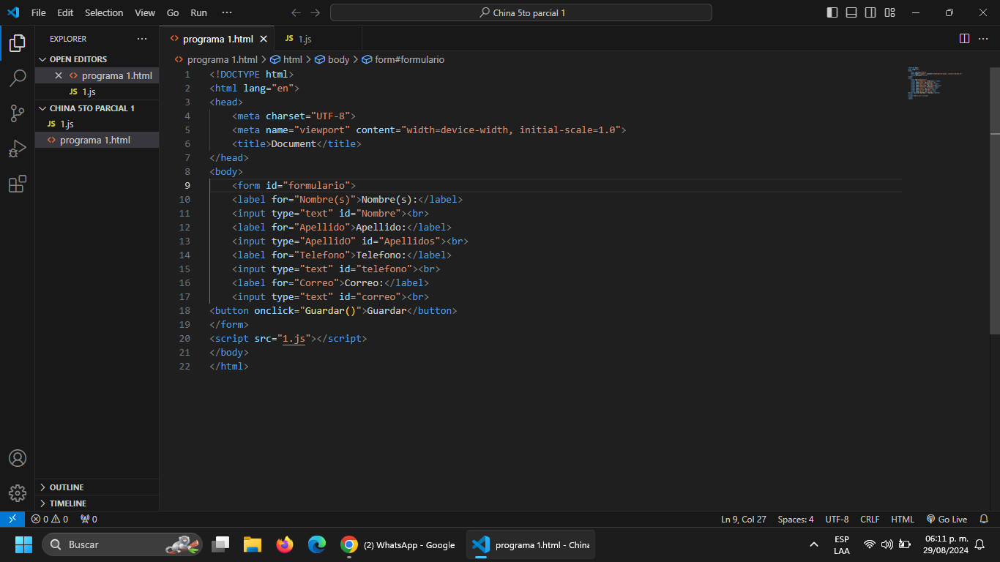 File Edit Selection View Go Run ···
China 5to parcial 1
EXPLORER
OPEN EDITORS
programa 1.html
JS 1.js
CHINA 5TO PARCIAL 1
JS 1.js
programa 1.html
OUTLINE
TIMELINE
programa 1.html
JS 1.js
programa 1.html > html > body > form#formulario
1 <!DOCTYPE html>
2 <html lang="en">
3 <head>
4 <meta charset="UTF-8">
5 <meta name="viewport" content="width=device-width, initial-scale=1.0">
6 <title>Document</title>
7 </head>
8 <body>
9 <form id="formulario">
10 <label for="Nombre(s)">Nombre(s):</label>
11 <input type="text" id="Nombre"><br>
12 <label for="Apellido">Apellido:</label>
13 <input type="ApellidO" id="Apellidos"><br>
14 <label for="Telefono">Telefono:</label>
15 <input type="text" id="telefono"><br>
16 <label for="Correo">Correo:</label>
17 <input type="text" id="correo"><br>
18 <button onclick="Guardar()">Guardar</button>
19 </form>
20 <script src="1.js"></script>
21 </body>
22 </html>
0 0 0
Ln 9, Col 27 Spaces: 4 UTF-8 CRLF HTML Go Live
Buscar
(2) WhatsApp - Google
programa 1.html - China
ESP
LAA
06:11 p. m.
29/08/2024